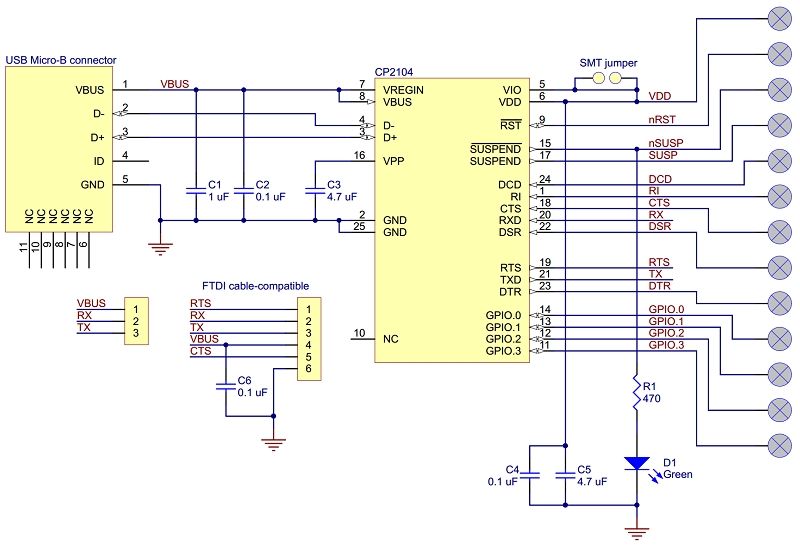 USB Micro-B connector
VBUS 1 VBUS
D- 2
D+ 3
ID 4
GND 5
NC NC NC NC NC NC
11 10 9 8 7 6
C1
1 uF
C2
0.1 uF
C3
4.7 uF
CP2104
7 VREGIN
8 VBUS
4 D-
3 D+
16 VPP
2 GND
25 GND
10 NC
VIO 5
VDD 6 VDD
RST 9 nRST
SUSPEND 15 nSUSP
SUSPEND 17 SUSP
DCD 24 DCD
RI 1 RI
CTS 18 CTS
RXD 20 RX
DSR 22 DSR
RTS 19 RTS
TXD 21 TX
DTR 23 DTR
GPIO.0 14 GPIO.0
GPIO.1 13 GPIO.1
GPIO.2 12 GPIO.2
GPIO.3 11 GPIO.3
SMT jumper
VBUS 1
RX 2
TX 3
FTDI cable-compatible
RTS 1
RX 2
TX 3
VBUS 4
CTS 5
6
C6
0.1 uF
R1
470
C4
0.1 uF
C5
4.7 uF
D1
Green